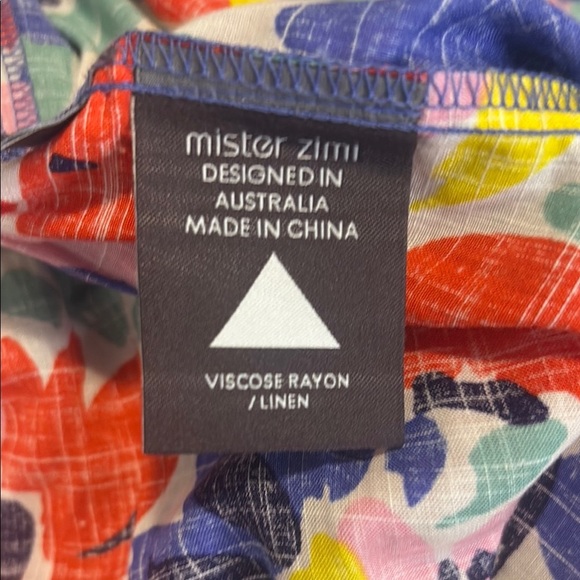 mister zimi
DESIGNED IN
AUSTRALIA
MADE IN CHINA
VISCOSE RAYON
/ LINEN